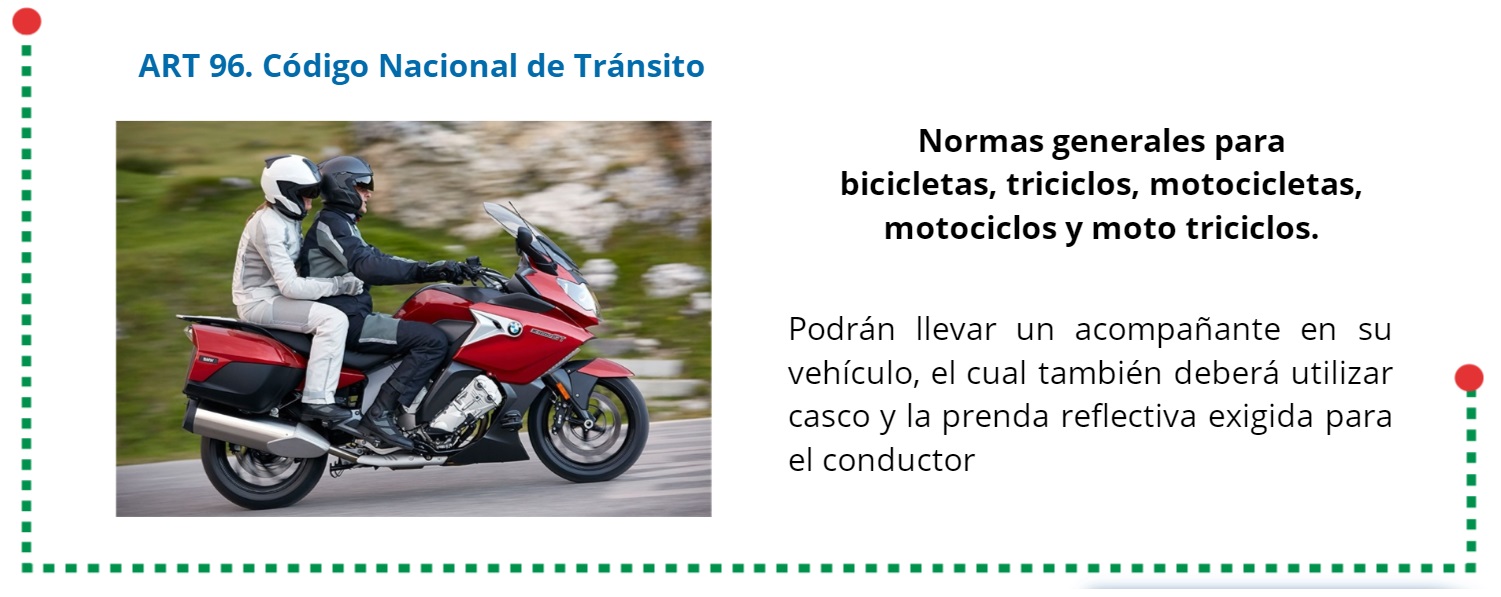 ART 96. Código Nacional de Tránsito
Normas generales para
bicicletas, triciclos, motocicletas,
motociclos y moto triciclos.
Podrán llevar un acompañante en su
vehículo, el cual también deberá utilizar
casco y la prenda reflectiva exigida para
el conductor